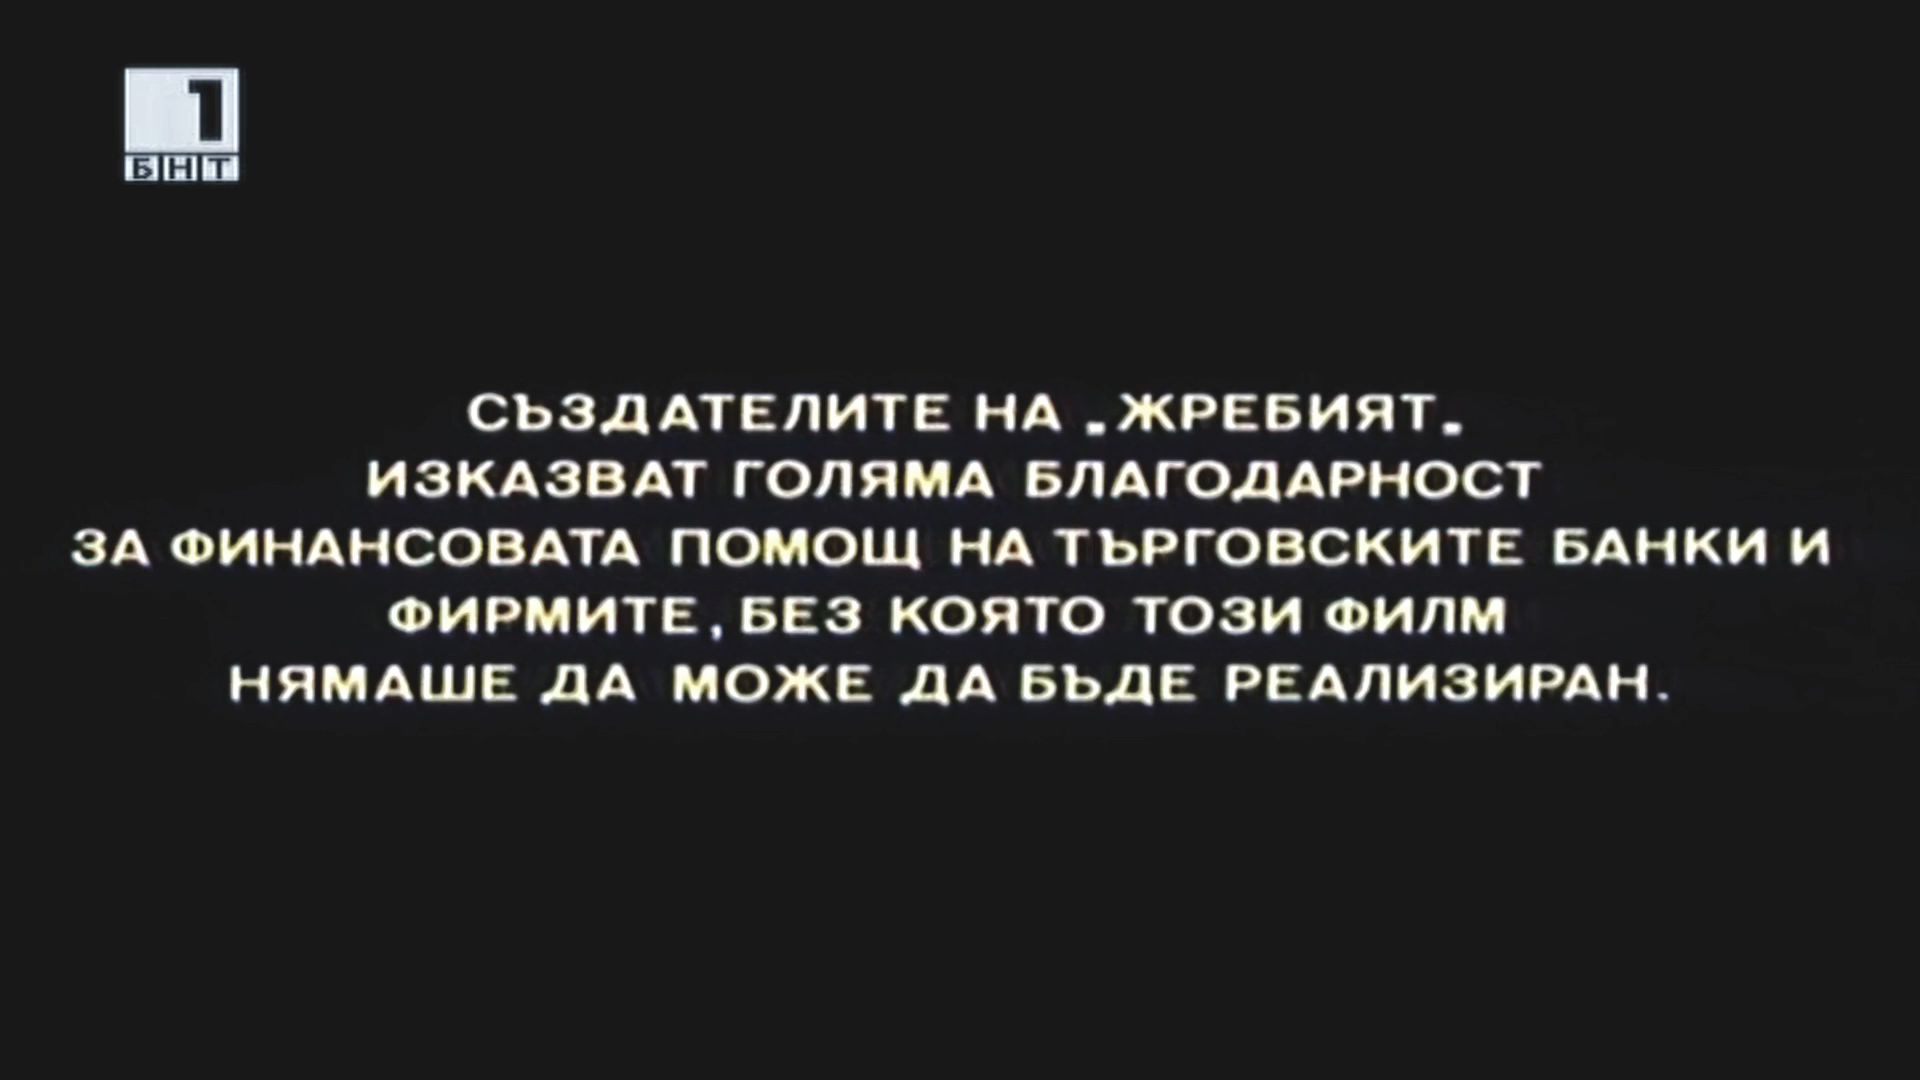 1
БНТ
СЪЗДАТЕЛИТЕ НА „ЖРЕБИЯТ„
ИЗКАЗВАТ ГОЛЯМА БЛАГОДАРНОСТ
ЗА ФИНАНСОВАТА ПОМОЩ НА ТЪРГОВСКИТЕ БАНКИ И
ФИРМИТЕ, БЕЗ КОЯТО ТОЗИ ФИЛМ
НЯМАШЕ ДА МОЖЕ ДА БЪДЕ РЕАЛИЗИРАН.